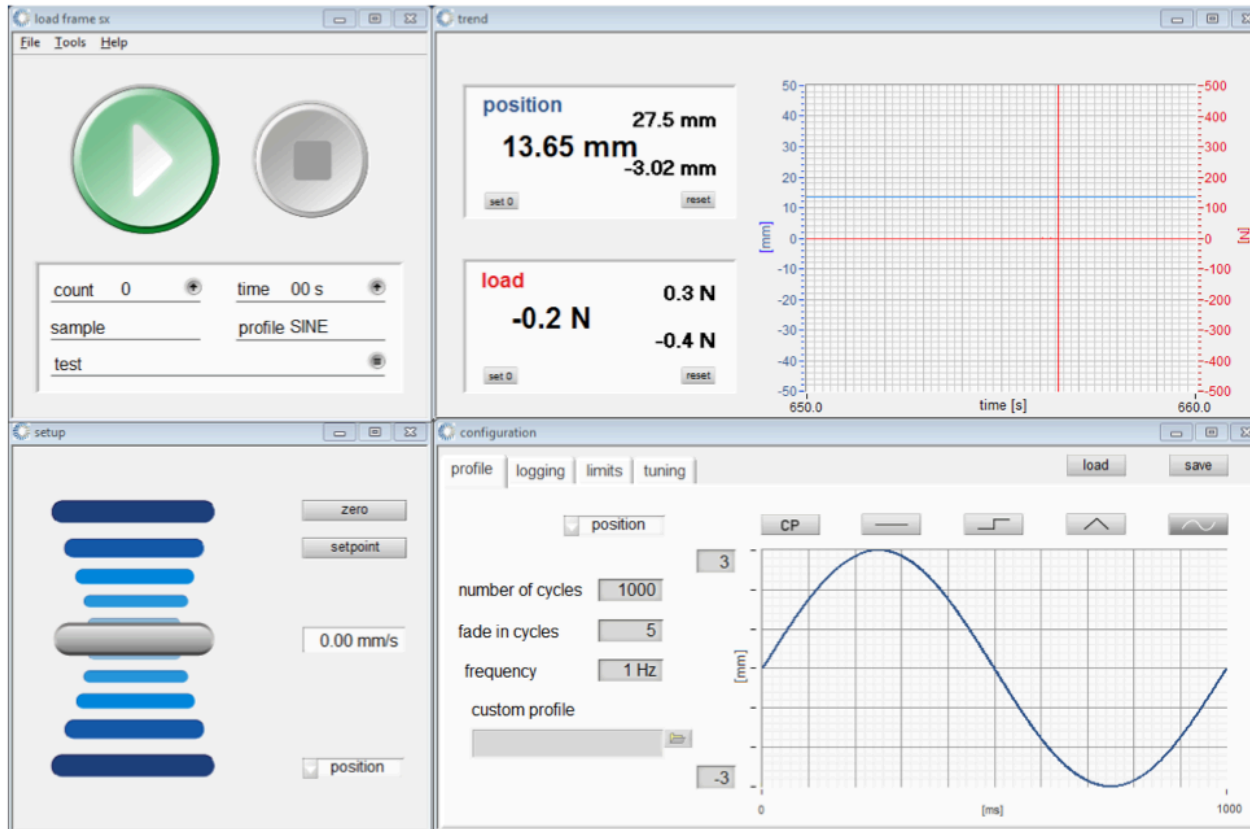 load frame sx
File Tools Help
count 0 time 00 s
sample profile SINE
test
trend
position
27.5 mm
13.65 mm
-3.02 mm
set 0 reset
load
0.3 N
-0.2 N
-0.4 N
set 0 reset
50 500
40 400
30 300
20 200
10 100
[mm] 0 0 [N]
-10 -100
-20 -200
-30 -300
-40 -400
-50 -500
650.0 time [s] 660.0
setup
zero
setpoint
0.00 mm/s
position
configuration
profile logging limits tuning load save
position CP
3
number of cycles 1000
fade in cycles 5
frequency 1 Hz
custom profile
[mm]
-3
0 [ms] 1000